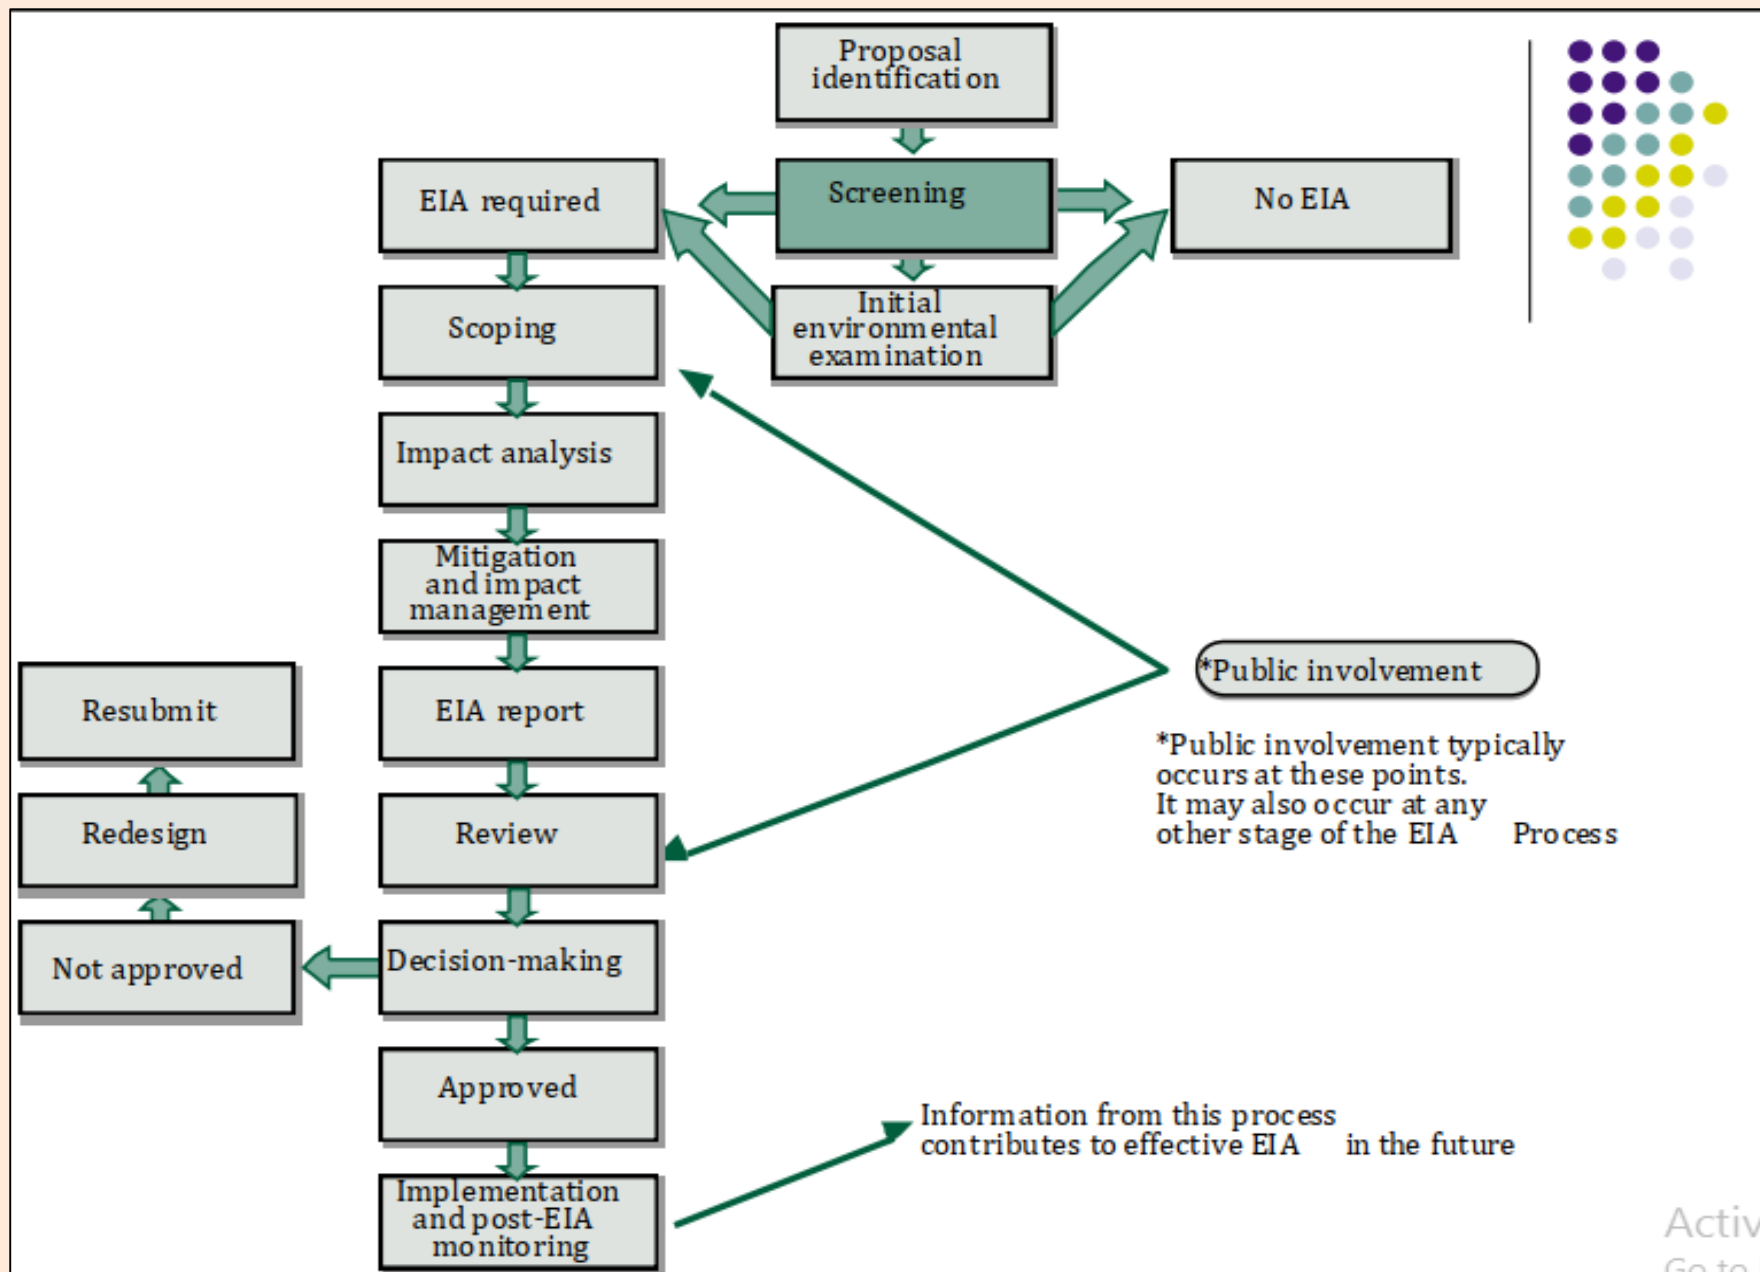 Proposal
identification
EIA required
Screening
No EIA
Scoping
Initial
environmental
examination
Impact analysis
Mitigation
and impact
management
*Public involvement
Resubmit
EIA report
*Public involvement typically
occurs at these points.
It may also occur at any
other stage of the EIA Process
Redesign
Review
Not approved
Decision-making
Approved
Information from this process
contributes to effective EIA in the future
Implementation
and post-EIA
monitoring
Activ
Go to